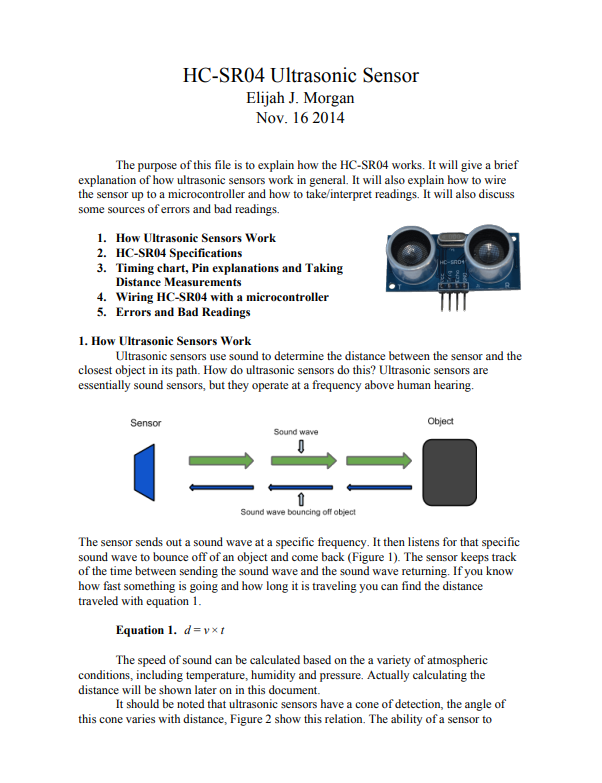 HC-SR04 Ultrasonic Sensor
Elijah J. Morgan
Nov. 16 2014
The purpose of this file is to explain how the HC-SR04 works. It will give a brief
explanation of how ultrasonic sensors work in general. It will also explain how to wire
the sensor up to a microcontroller and how to take/interpret readings. It will also discuss
some sources of errors and bad readings.
1. How Ultrasonic Sensors Work
2. HC-SR04 Specifications
3. Timing chart, Pin explanations and Taking
Distance Measurements
4. Wiring HC-SR04 with a microcontroller
5. Errors and Bad Readings
HC-SR04
T
R
1. How Ultrasonic Sensors Work
Ultrasonic sensors use sound to determine the distance between the sensor and the
closest object in its path. How do ultrasonic sensors do this? Ultrasonic sensors are
essentially sound sensors, but they operate at a frequency above human hearing.
Sensor
Object
Sound wave
Sound wave bouncing off object
The sensor sends out a sound wave at a specific frequency. It then listens for that specific
sound wave to bounce off of an object and come back (Figure 1). The sensor keeps track
of the time between sending the sound wave and the sound wave returning. If you know
how fast something is going and how long it is traveling you can find the distance
traveled with equation 1.
Equation 1. d = v × t
The speed of sound can be calculated based on the a variety of atmospheric
conditions, including temperature, humidity and pressure. Actually calculating the
distance will be shown later on in this document.
It should be noted that ultrasonic sensors have a cone of detection, the angle of
this cone varies with distance, Figure 2 show this relation. The ability of a sensor to